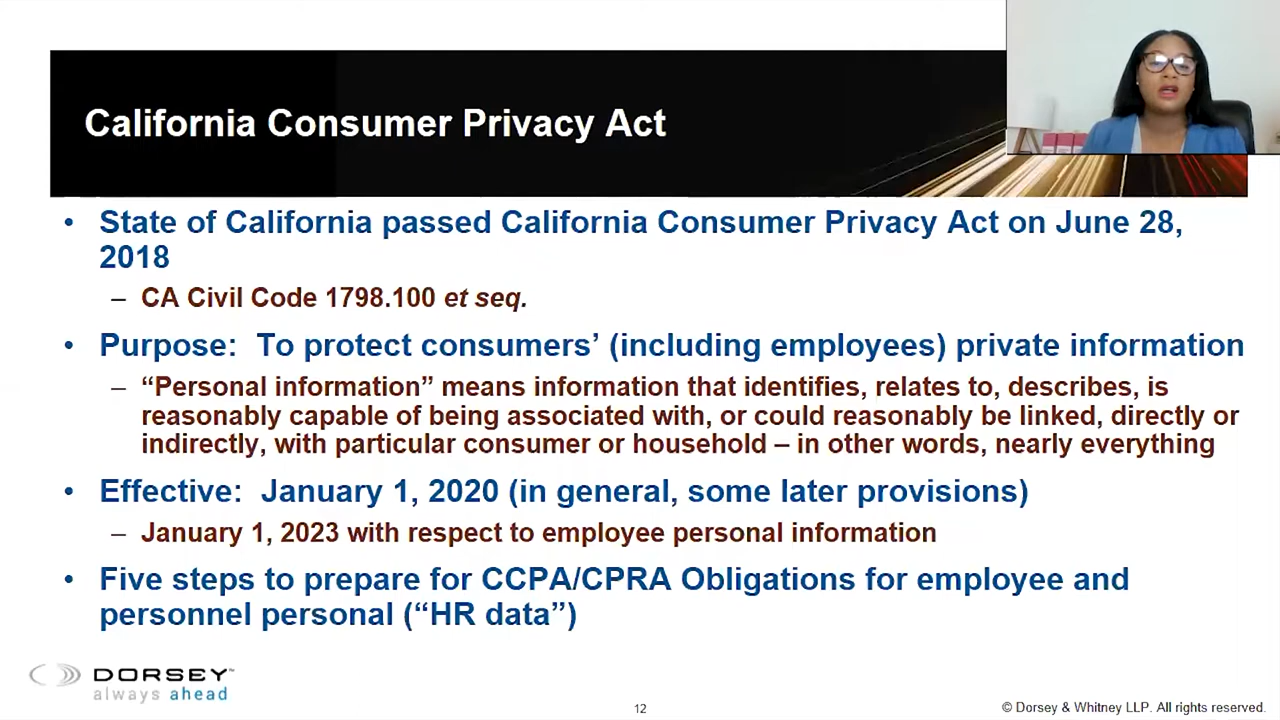 California Consumer Privacy Act
• State of California passed California Consumer Privacy Act on June 28,
2018
– CA Civil Code 1798.100 et seq.
• Purpose:  To protect consumers’ (including employees) private information
– “Personal information” means information that identifies, relates to, describes, is
reasonably capable of being associated with, or could reasonably be linked, directly or
indirectly, with particular consumer or household – in other words, nearly everything
• Effective:  January 1, 2020 (in general, some later provisions)
– January 1, 2023 with respect to employee personal information
• Five steps to prepare for CCPA/CPRA Obligations for employee and
personnel personal (“HR data”)
DORSEY™
always ahead
12
© Dorsey & Whitney LLP. All rights reserved.